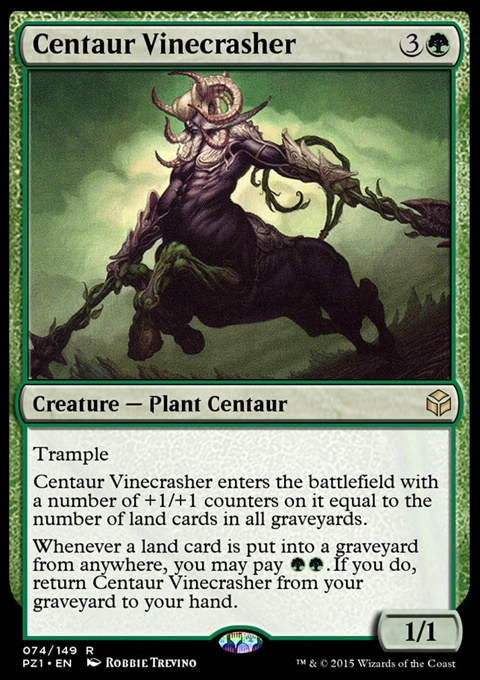 Centaur Vinecrasher 3
Creature — Plant Centaur
Trample
Centaur Vinecrasher enters the battlefield with
a number of +1/+1 counters on it equal to the
number of land cards in all graveyards.
Whenever a land card is put into a graveyard
from anywhere, you may pay . If you do,
return Centaur Vinecrasher from your
graveyard to your hand.
1/1
074/149 R
PZ1 • EN Robbie Trevino ™ & © 2015 Wizards of the Coast